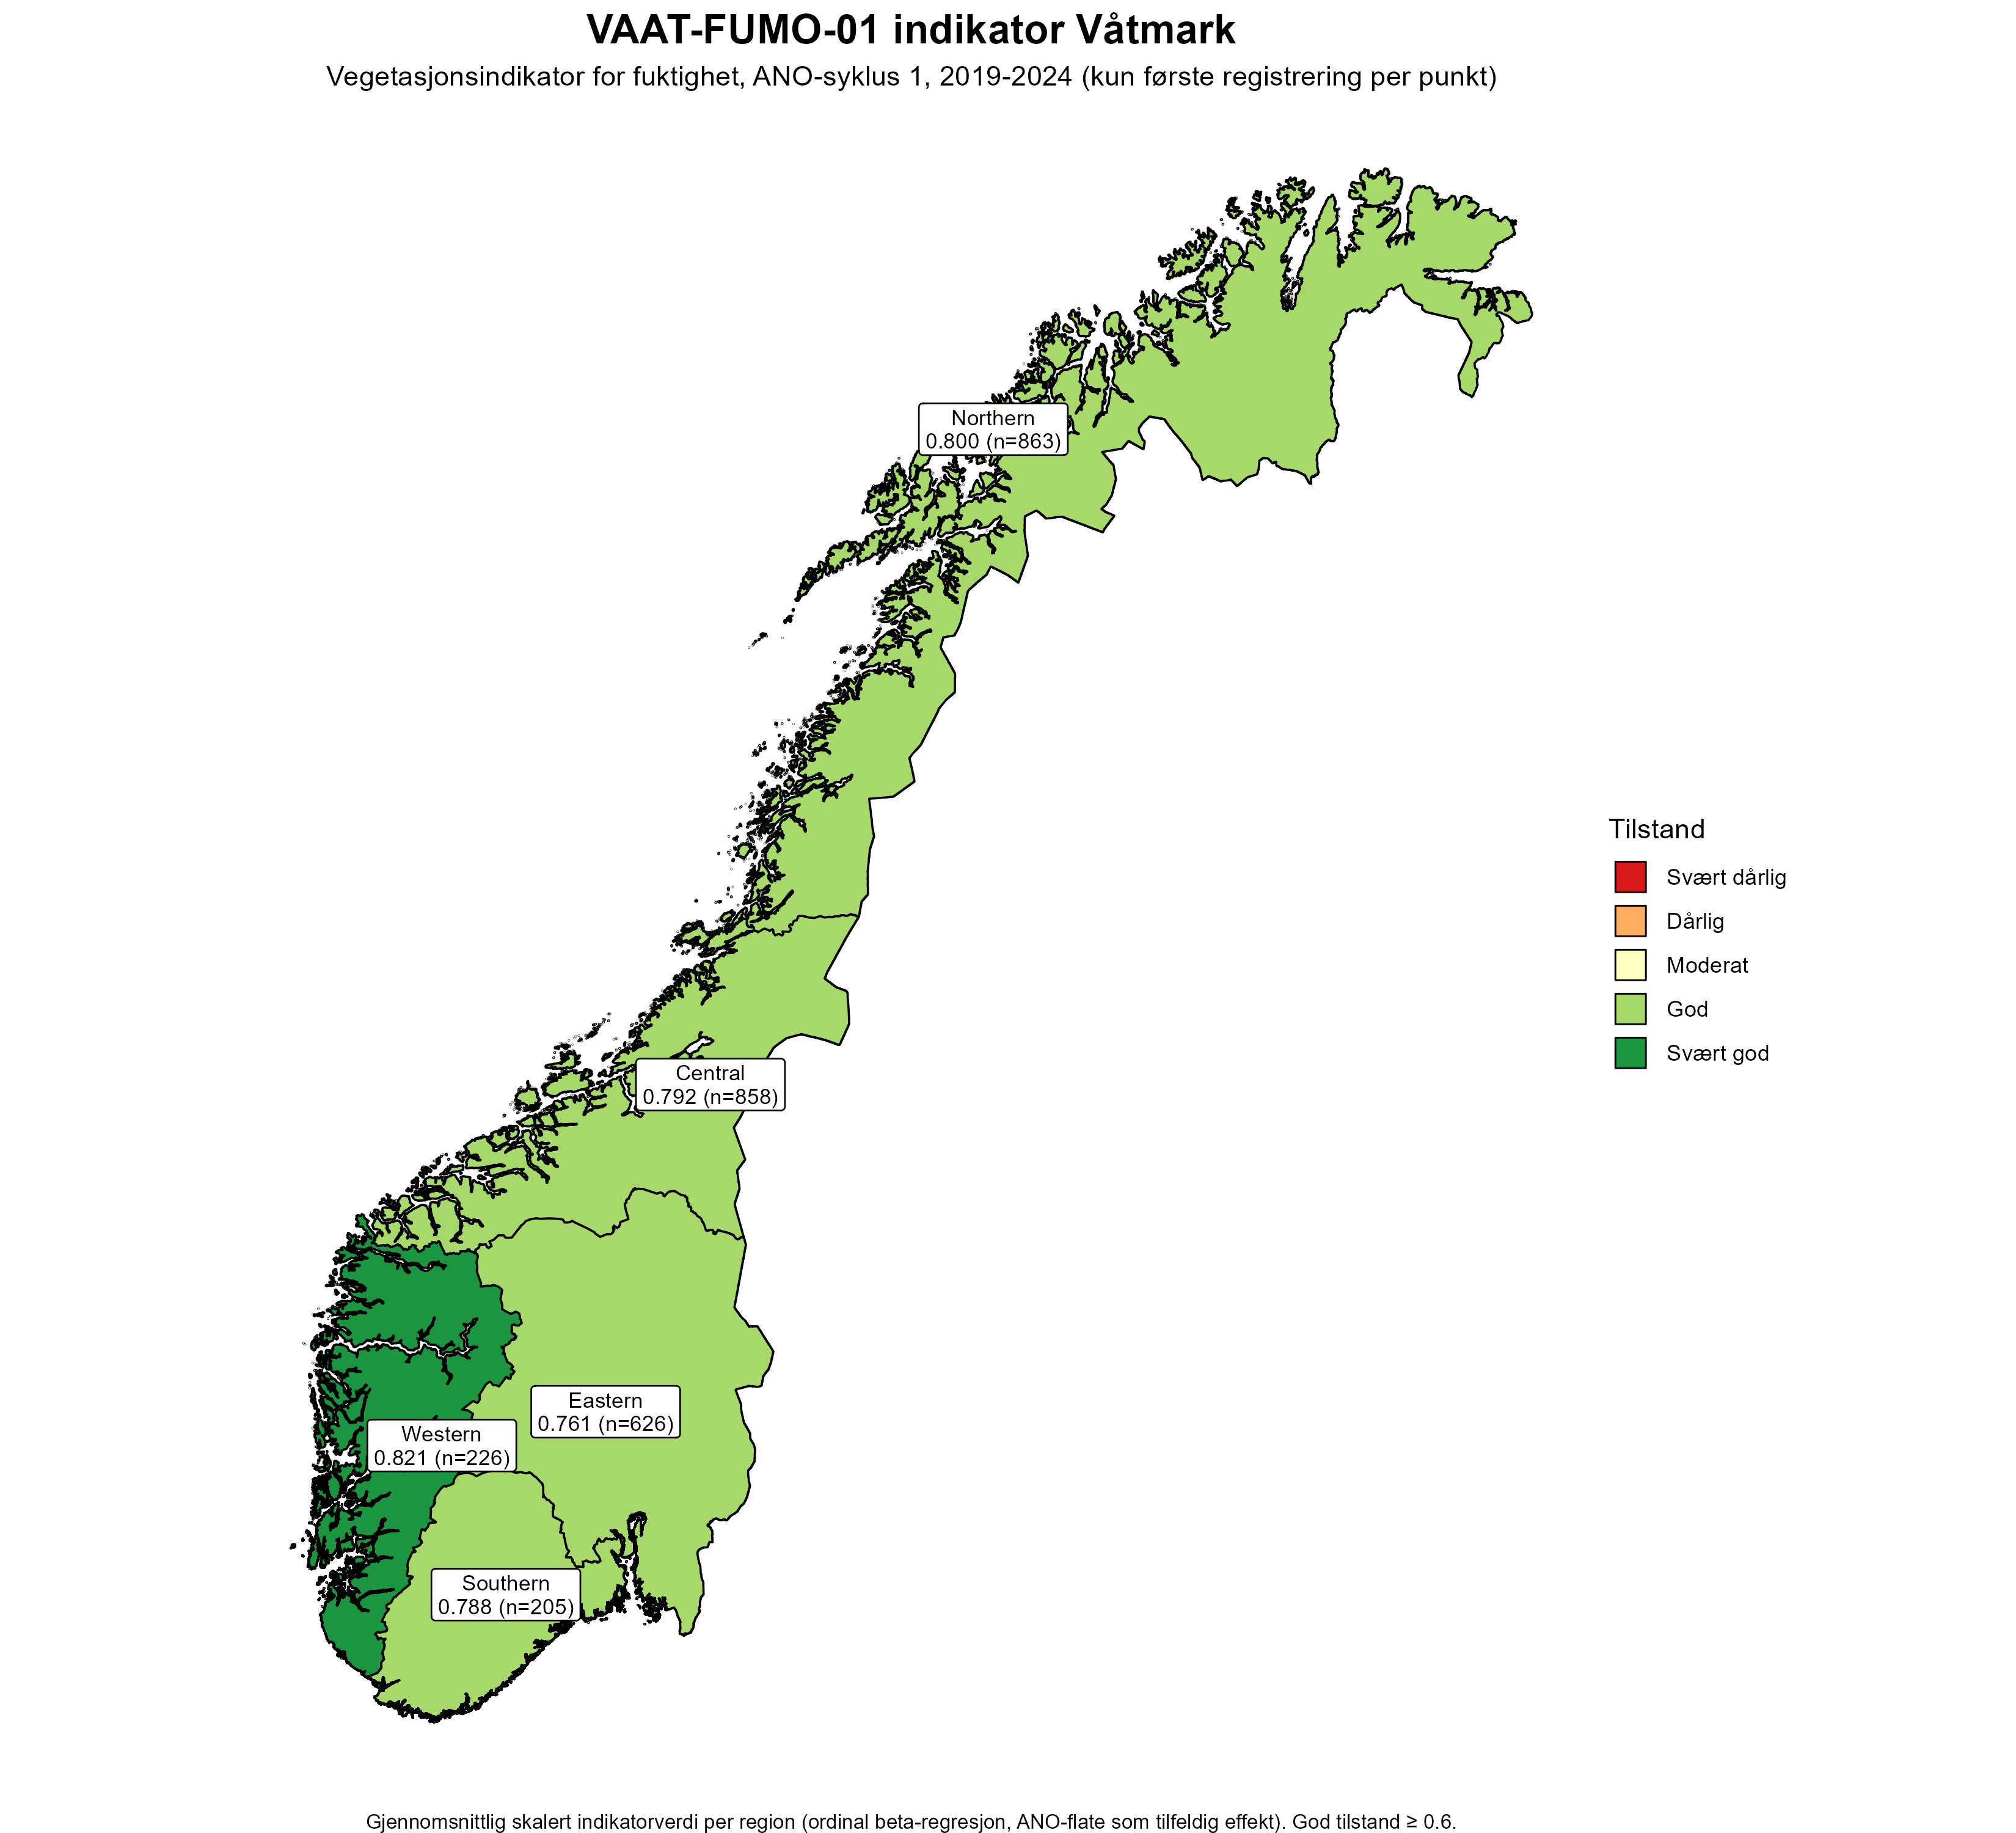 VAAT-FUMO-01 indikator Våtmark
Vegetasjonsindikator for fuktighet, ANO-syklus 1, 2019-2024 (kun første registrering per punkt)
Northern
0.800 (n=863)
Tilstand
Svært dårlig
Dårlig
Moderat
God
Svært god
Central
0.792 (n=858)
Eastern
0.761 (n=626)
Western
0.821 (n=226)
Southern
0.788 (n=205)
Gjennomsnittlig skalert indikatorverdi per region (ordinal beta-regresjon, ANO-flate som tilfeldig effekt). God tilstand ≥ 0.6.